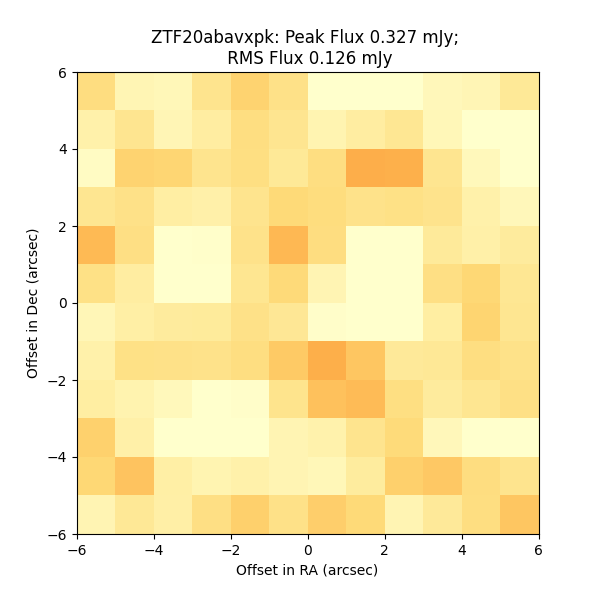 ZTF20abavxpk: Peak Flux 0.327 mJy;
RMS Flux 0.126 mJy
6
4
2
0
−2
−4
−6
Offset in Dec (arcsec)
−6 −4 −2 0 2 4 6
Offset in RA (arcsec)